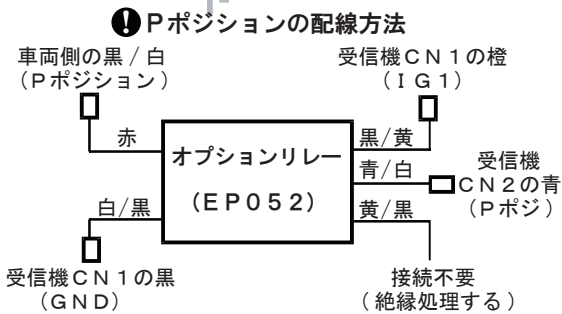 Pポジションの配線方法
車両側の黒/白
(Pポジション)
受信機CN1の橙
(IG1)
赤
黒/黄
オプションリレー
(EP052)
青/白
受信機
CN2の青
(Pポジ)
白/黒
黄/黒
受信機CN1の黒
(GND)
接続不要
(絶縁処理する)